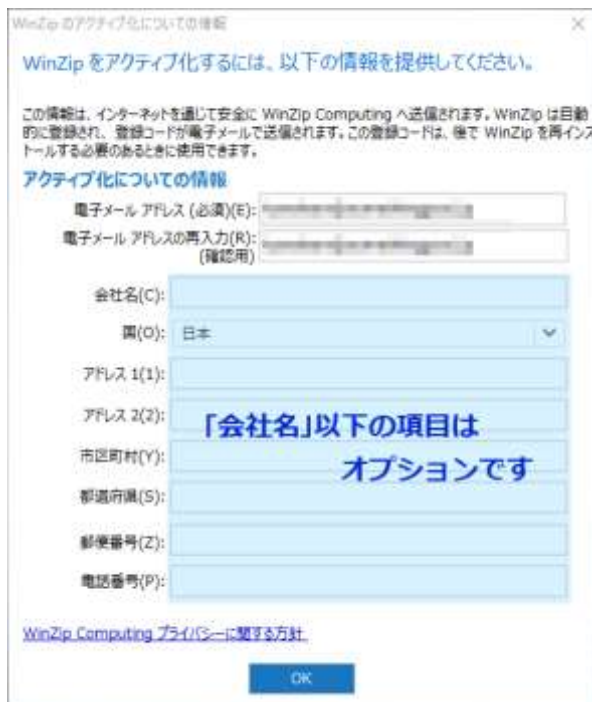 WinZip のアクティブ化についての情報
WinZip をアクティブ化するには、以下の情報を提供してください。
この情報は、インターネットを通じて安全に WinZip Computing へ送信されます。WinZip は自動
的に登録され、登録コードが電子メールで送信されます。この登録コードは、後で WinZip を再インス
トールする必要のあるときに使用できます。
アクティブ化についての情報
電子メール アドレス (必須)(E):
電子メール アドレスの再入力(R):
(確認用)
会社名(C):
国(O): 日本
アドレス 1(1):
アドレス 2(2):
「会社名」以下の項目は
市区町村(Y):
オプションです
都道府県(S):
郵便番号(Z):
電話番号(P):
WinZip Computing プライバシーに関する方針
OK